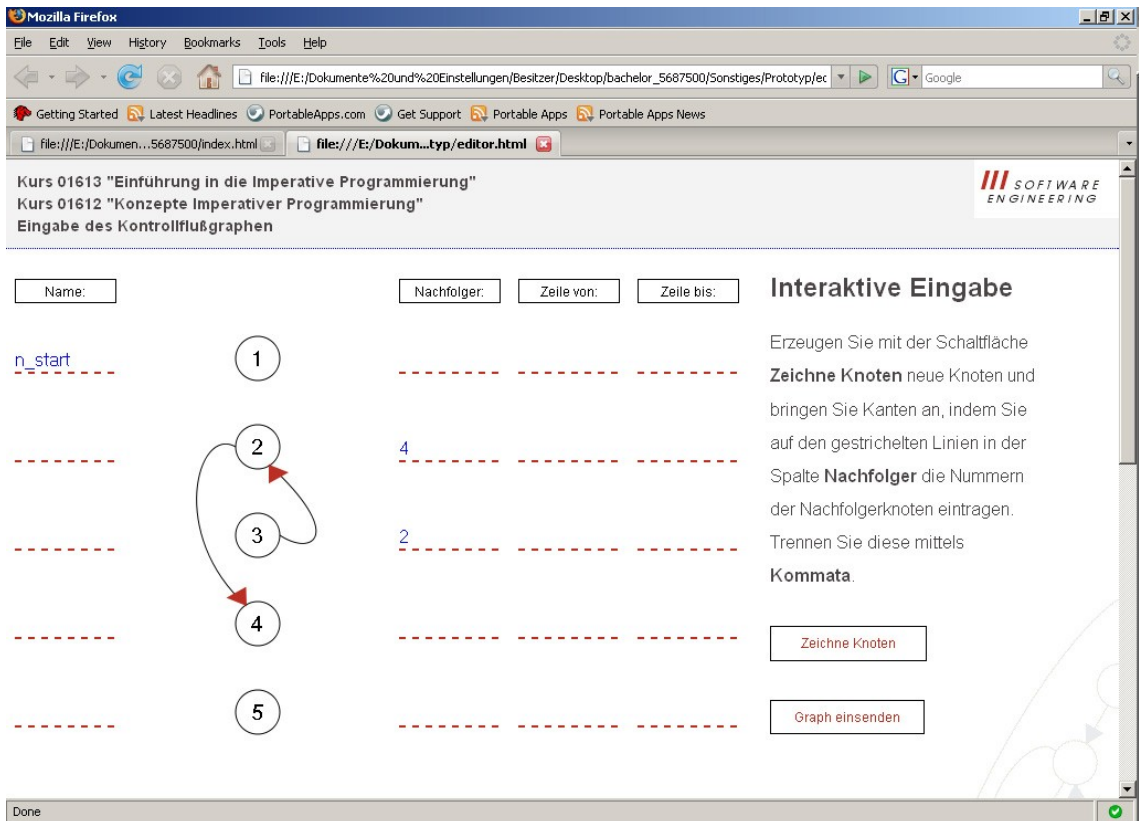 Mozilla Firefox
File Edit View History Bookmarks Tools Help
file:///E:/Dokumente%20und%20Einstellungen/Besitzer/Desktop/bachelor_5687500/Sonstiges/Prototyp/ec
G Google
Getting Started Latest Headlines PortableApps.com Get Support Portable Apps Portable Apps News
file:///E:/Dokumen...5687500/index.html file:///E:/Dokum...typ/editor.html
Kurs 01613 "Einführung in die Imperative Programmierung"
Kurs 01612 "Konzepte Imperativer Programmierung"
Eingabe des Kontrollflußgraphen
SOFTWARE
ENGINEERING
Name: Nachfolger: Zeile von: Zeile bis:
n_start 1
2 4
3 2
4
5
Interaktive Eingabe
Erzeugen Sie mit der Schaltfläche
Zeichne Knoten neue Knoten und
bringen Sie Kanten an, indem Sie
auf den gestrichelten Linien in der
Spalte Nachfolger die Nummern
der Nachfolgerknoten eintragen.
Trennen Sie diese mittels
Kommata.
Zeichne Knoten
Graph einsenden
Done